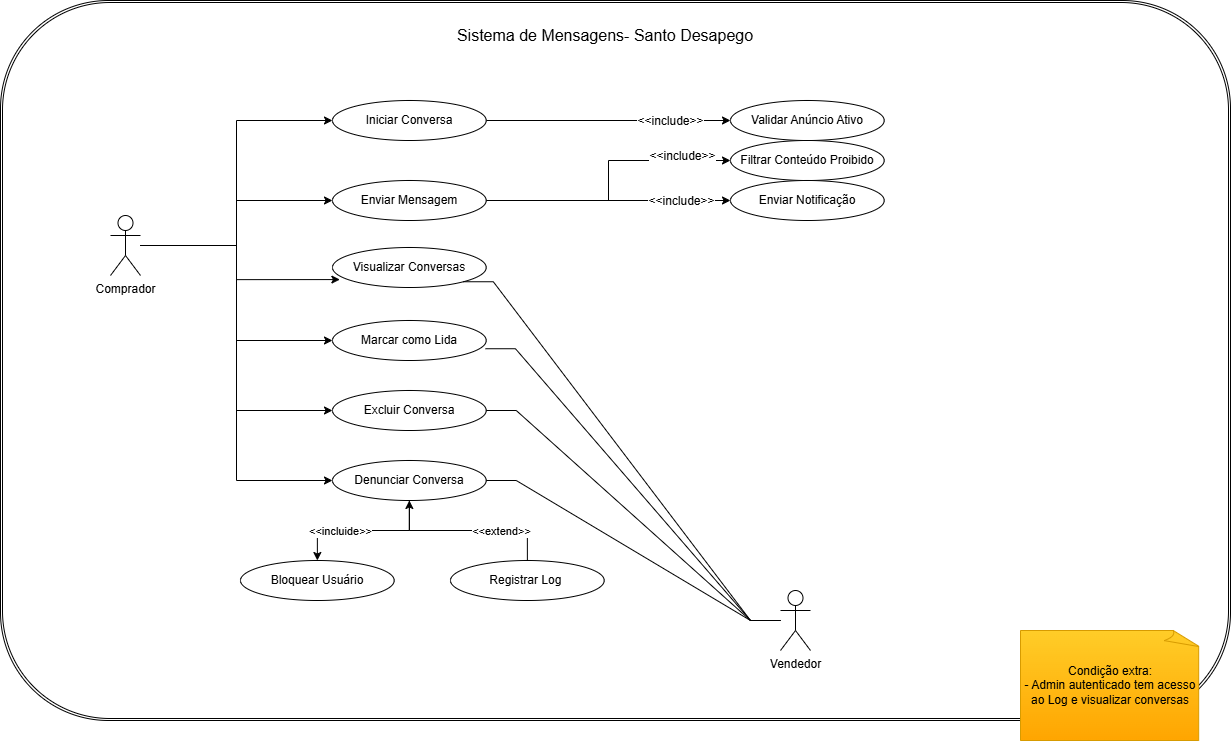 Sistema de Mensagens- Santo Desapego
Iniciar Conversa
<<include>>
Validar Anúncio Ativo
<<include>>
Filtrar Conteúdo Proibido
Enviar Mensagem
<<include>>
Enviar Notificação
Visualizar Conversas
Comprador
Marcar como Lida
Excluir Conversa
Denunciar Conversa
<<incluide>>
<<extend>>
Bloquear Usuário
Registrar Log
Vendedor
Condição extra:
- Admin autenticado tem acesso
ao Log e visualizar conversas